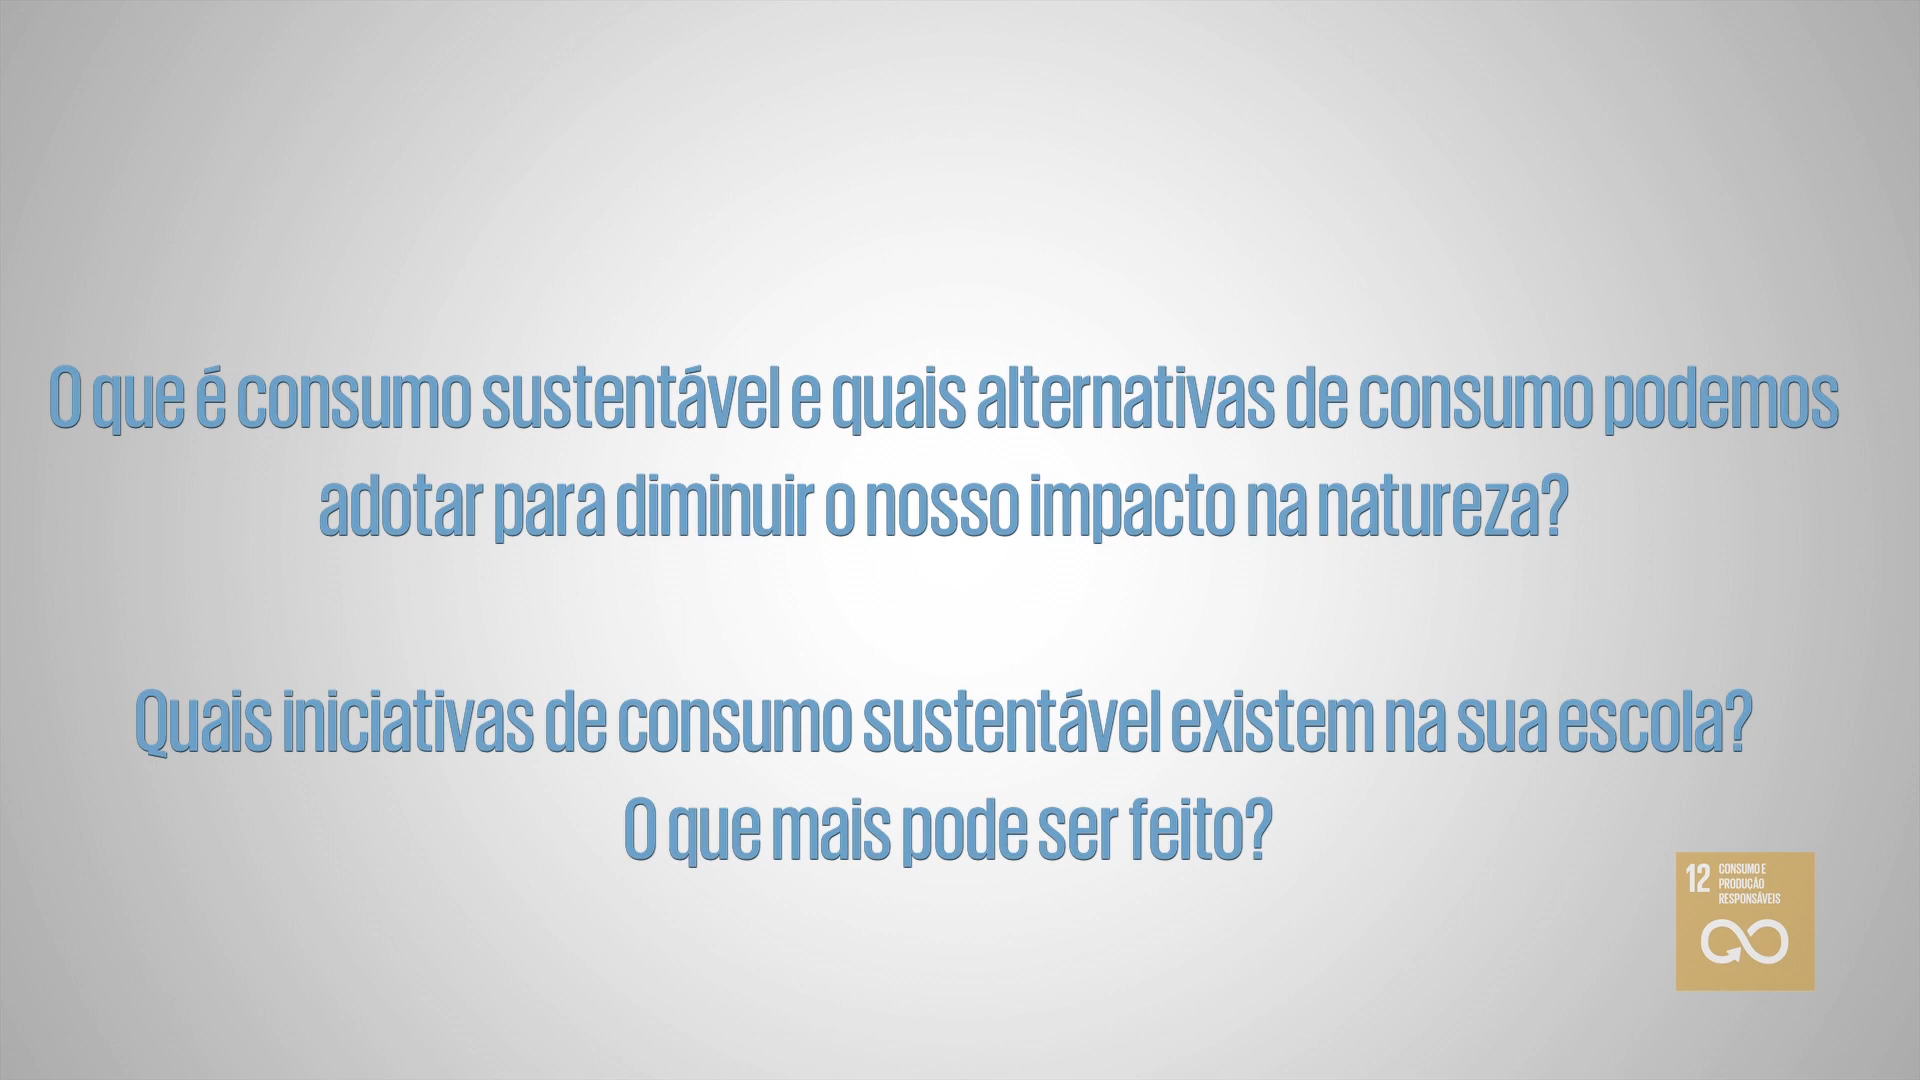 O que é consumo sustentável e quais alternativas de consumo podemos
adotar para diminuir o nosso impacto na natureza?
Quais iniciativas de consumo sustentável existem na sua escola?
O que mais pode ser feito?
12 CONSUMO E
PRODUÇÃO
RESPONSÁVEIS